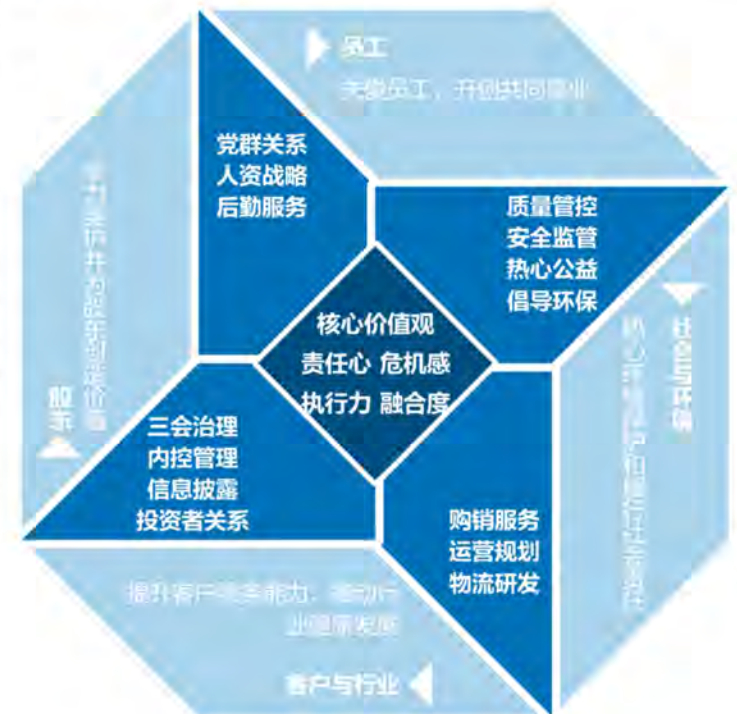 员工
关爱员工，开创共同事业
党群关系
人资战略
后勤服务
质量管控
安全监管
热心公益
倡导环保
社会与环境
核心价值观
责任心 危机感
执行力 融合度
股东
三会治理
内控管理
信息披露
投资者关系
购销服务
运营规划
物流研发
提升客户服务能力，推动行
业健康发展
客户与行业